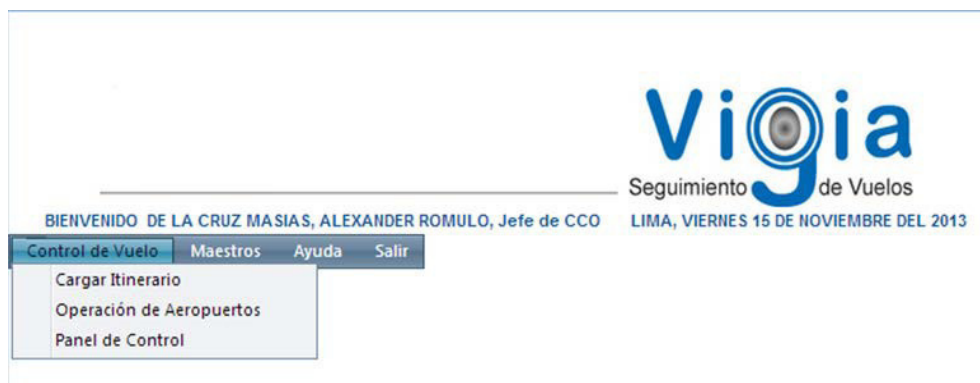 Vigia
Seguimiento de Vuelos
BIENVENIDO DE LA CRUZ MASIAS, ALEXANDER ROMULO, Jefe de CCO LIMA, VIERNES 15 DE NOVIEMBRE DEL 2013
Control de Vuelo Maestros Ayuda Salir
Cargar Itinerario
Operación de Aeropuertos
Panel de Control